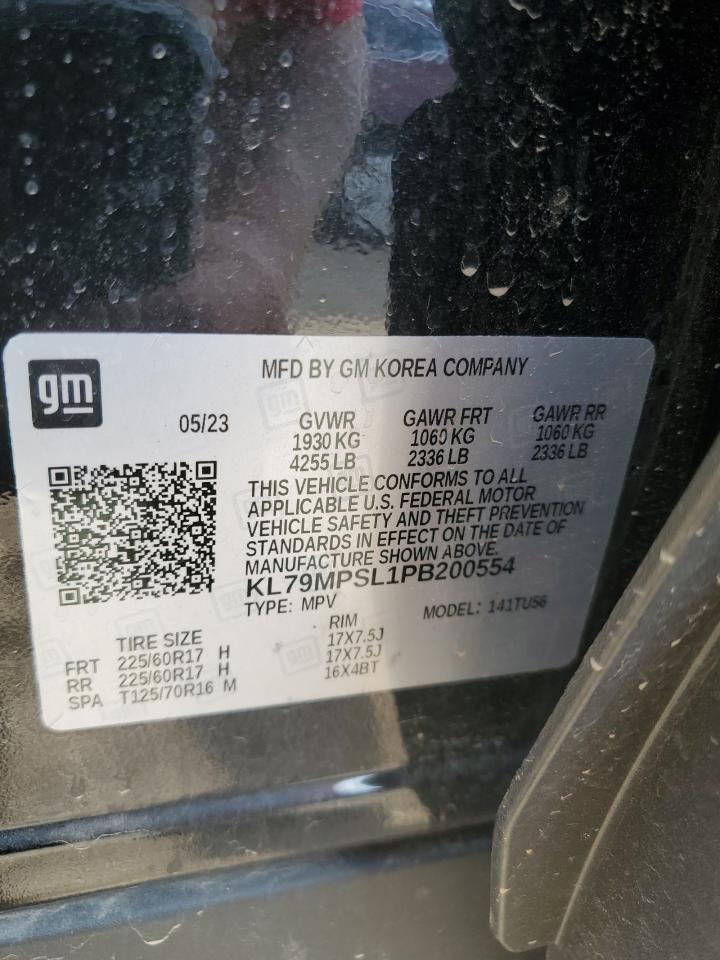 gm
MFD BY GM KOREA COMPANY
05/23
GVWR GAWR FRT GAWR RR
1930 KG 1060 KG 1060 KG
4255 LB 2336 LB 2336 LB
THIS VEHICLE CONFORMS TO ALL
APPLICABLE U.S. FEDERAL MOTOR
VEHICLE SAFETY AND THEFT PREVENTION
STANDARDS IN EFFECT ON THE DATE OF
MANUFACTURE SHOWN ABOVE.
KL79MPSL1PB200554
TYPE: MPV MODEL: 141TU56
TIRE SIZE RIM
FRT 225/60R17 H 17X7.5J
RR 225/60R17 H 17X7.5J
SPA T125/70R16 M 16X4BT